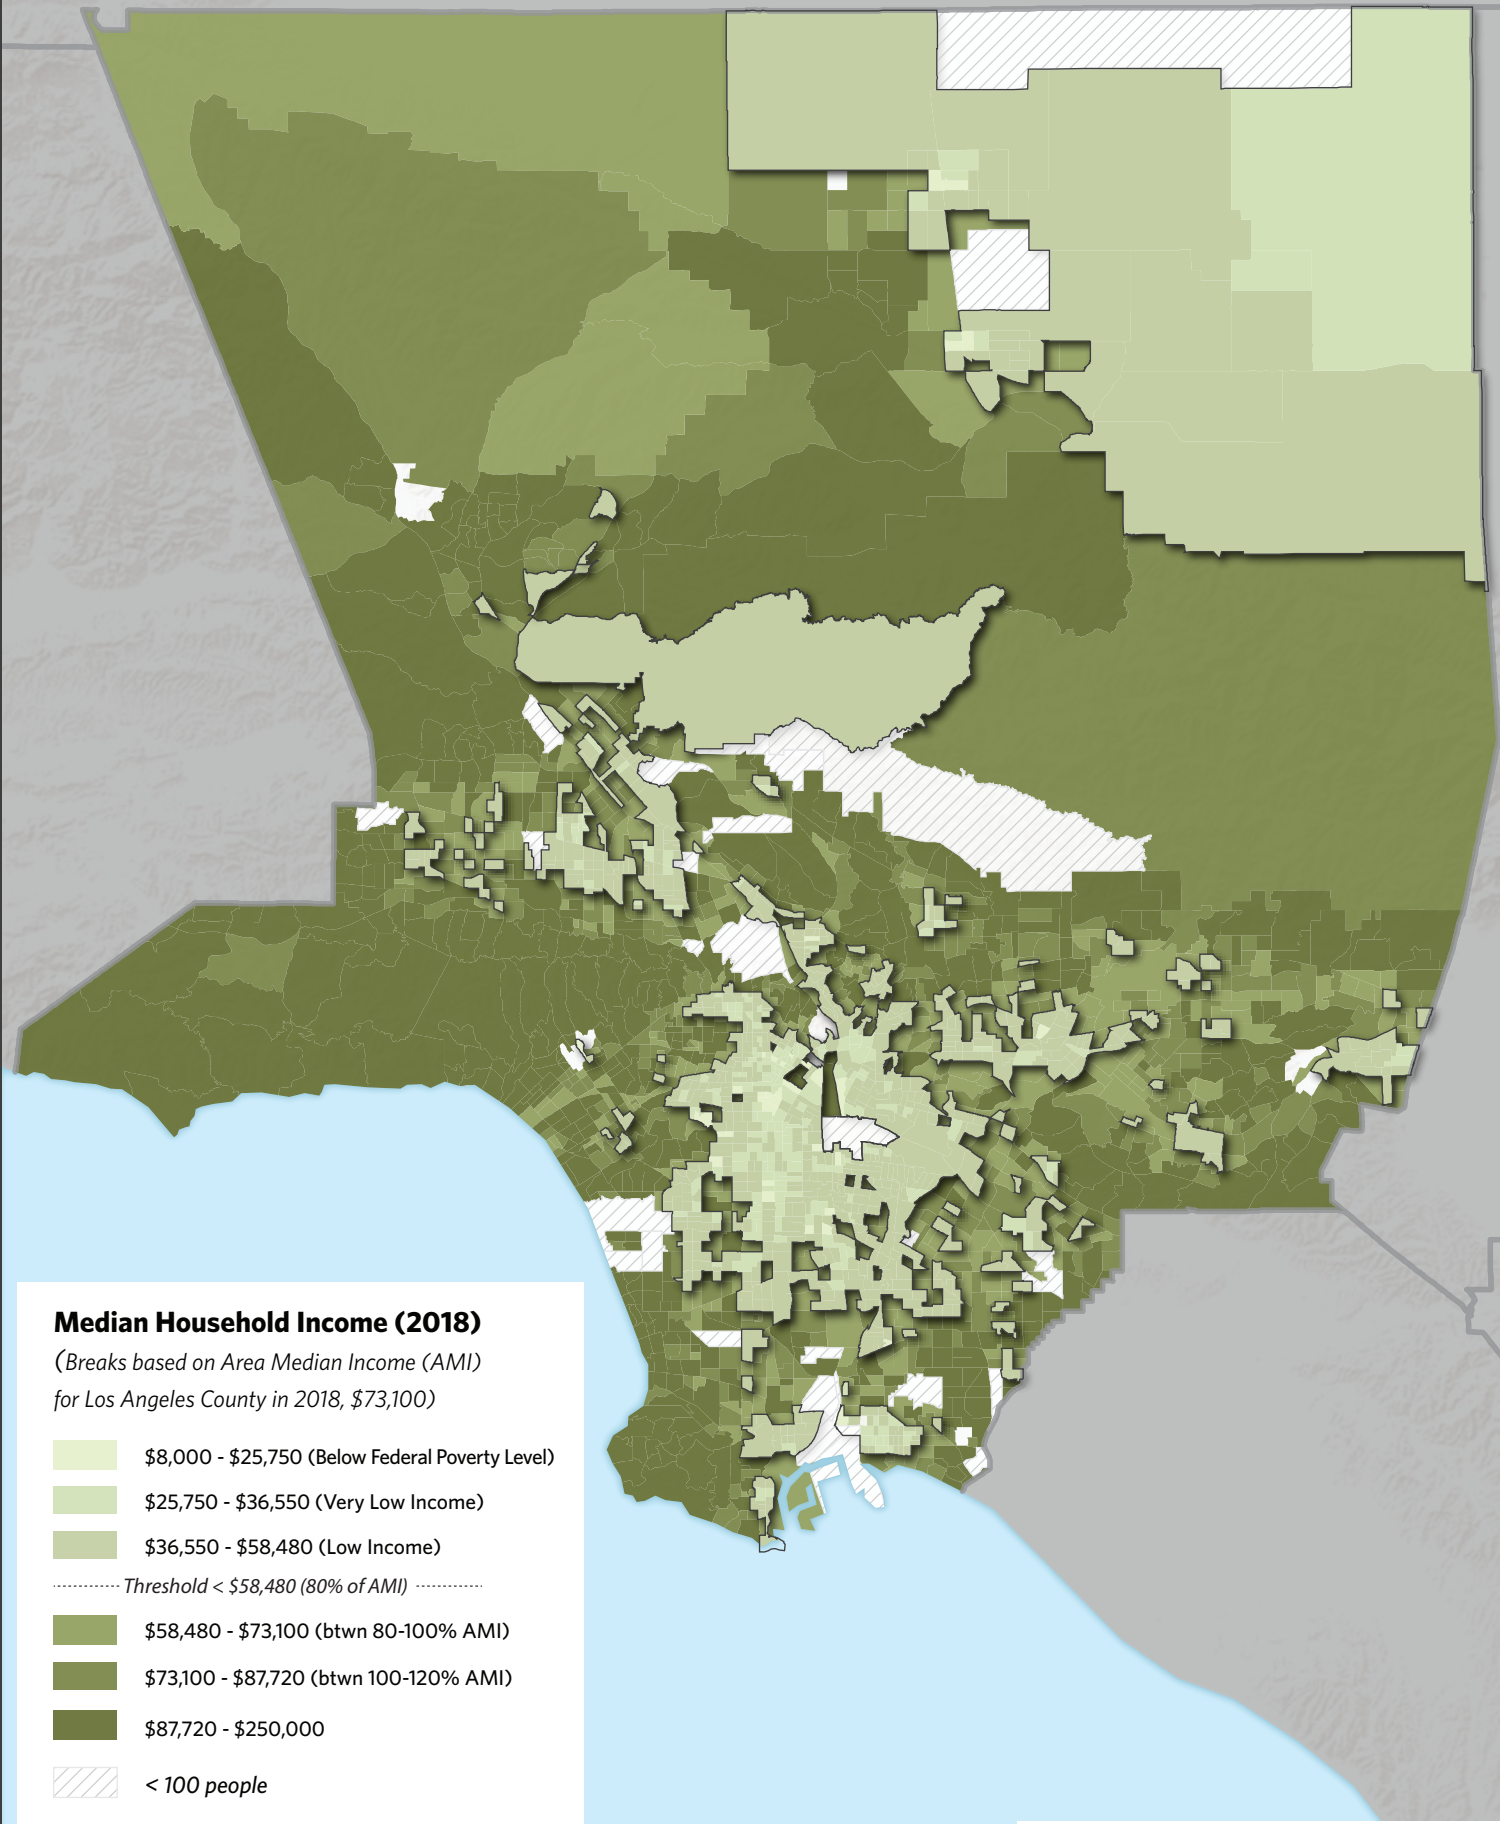 Median Household Income (2018)
(Breaks based on Area Median Income (AMI)
for Los Angeles County in 2018, $73,100)
$8,000 - $25,750 (Below Federal Poverty Level)
$25,750 - $36,550 (Very Low Income)
$36,550 - $58,480 (Low Income)
Threshold < $58,480 (80% of AMI)
$58,480 - $73,100 (btwn 80-100% AMI)
$73,100 - $87,720 (btwn 100-120% AMI)
$87,720 - $250,000
< 100 people